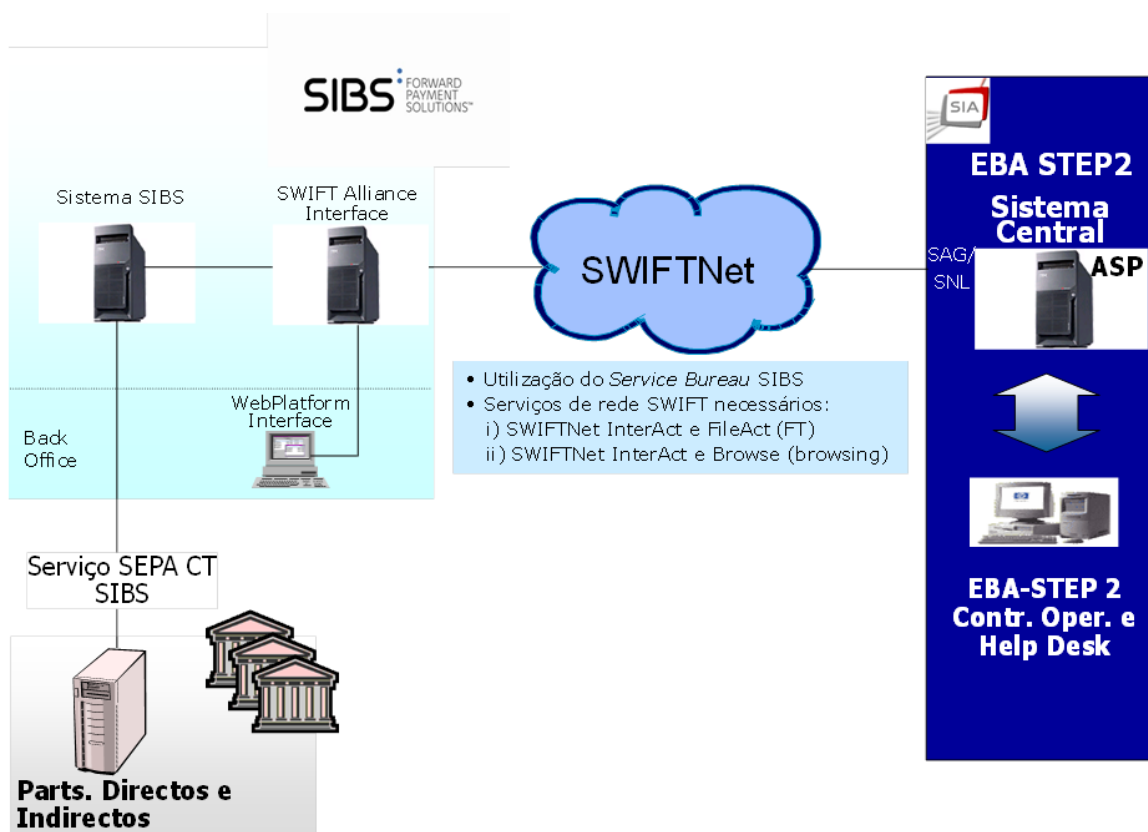 SIBS FORWARD
PAYMENT
SOLUTIONS™
Sistema SIBS
SWIFT Alliance
Interface
WebPlatform
Interface
Back
Office
Serviço SEPA CT
SIBS
Parts. Directos e
Indirectos
SWIFTNet
• Utilização do Service Bureau SIBS
• Serviços de rede SWIFT necessários:
i) SWIFTNet InterAct e FileAct (FT)
ii) SWIFTNet InterAct e Browse (browsing)
SIA
EBA STEP2
Sistema
Central
SAG/
SNL
ASP
EBA-STEP 2
Contr. Oper. e
Help Desk